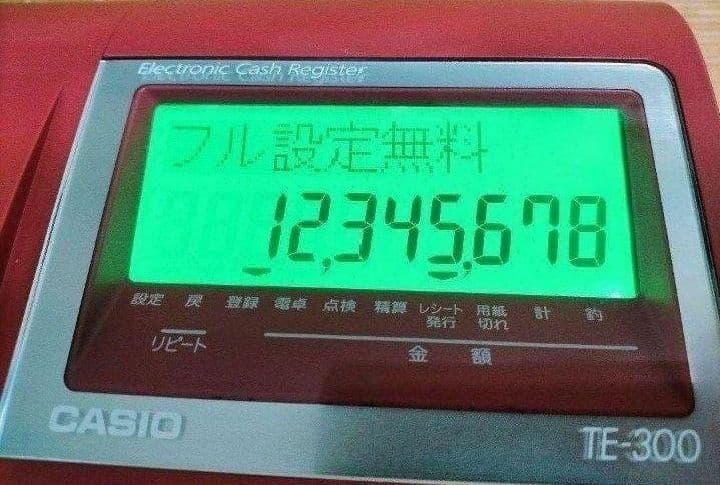 Electronic Cash Register
フル設定無料
12,345,678
設定 戻 登録 電卓 点検 精算 レシート発行 用紙切れ 計 釣
リピート
金額
CASIO
TE-300